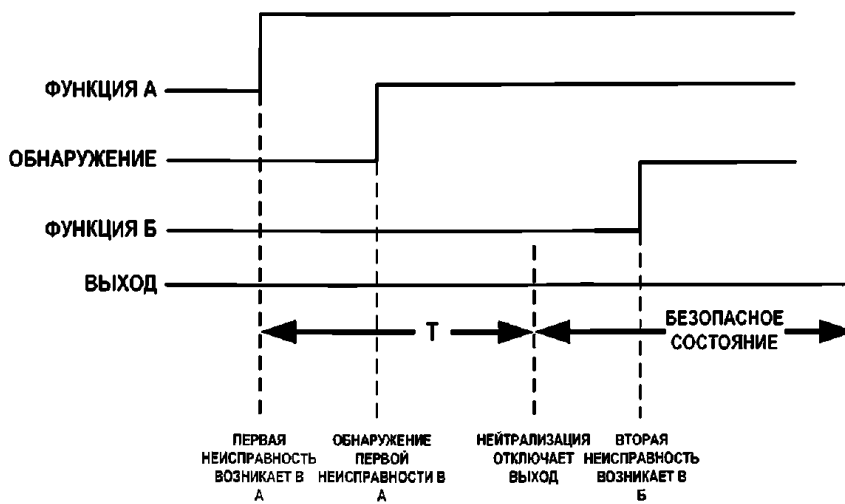 ФУНКЦИЯ А
ОБНАРУЖЕНИЕ
ФУНКЦИЯ Б
ВЫХОД
Т
БЕЗОПАСНОЕ
СОСТОЯНИЕ
ПЕРВАЯ
НЕИСПРАВНОСТЬ
ВОЗНИКАЕТ В
А
ОБНАРУЖЕНИЕ
ПЕРВОЙ
НЕИСПРАВНОСТИ В
А
НЕЙТРАЛИЗАЦИЯ
ОТКЛЮЧАЕТ
ВЫХОД
ВТОРАЯ
НЕИСПРАВНОСТЬ
ВОЗНИКАЕТ В
Б